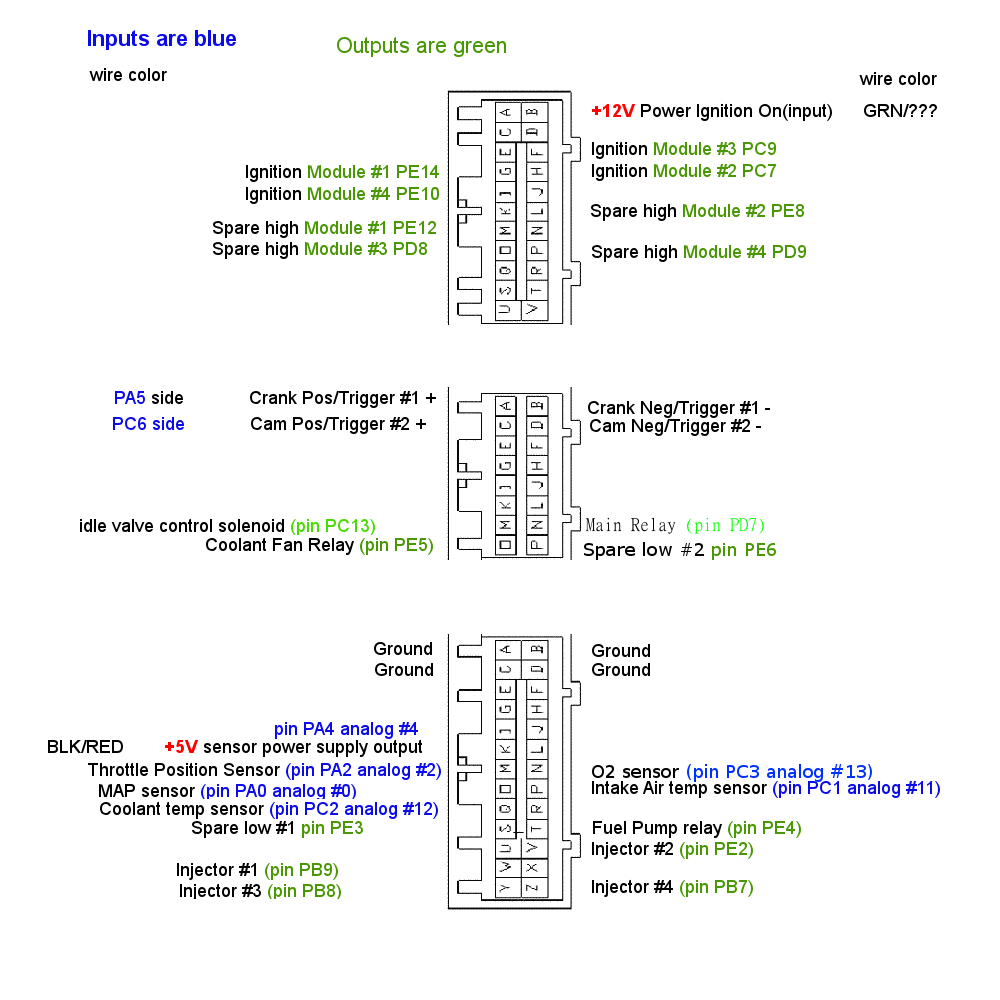 Inputs are blue
Outputs are green
wire color
wire color
+12V Power Ignition On(input) GRN/???
A B
C D
Ignition Module #3 PC9
E F
Ignition Module #1 PE14
Ignition Module #2 PC7
G H
Ignition Module #4 PE10
I J
Spare high Module #2 PE8
K L
Spare high Module #1 PE12
M N
Spare high Module #3 PD8
Spare high Module #4 PD9
O P
Q R
S T
U V
PA5 side Crank Pos/Trigger #1 +
Crank Neg/Trigger #1 -
A B
PC6 side Cam Pos/Trigger #2 +
Cam Neg/Trigger #2 -
C D
E F
G H
I J
K L
idle valve control solenoid (pin PC13)
Main Relay (pin PD7)
M N
Coolant Fan Relay (pin PE5)
Spare low #2 pin PE6
O P
Ground A B Ground
Ground C D Ground
E F
G H
pin PA4 analog #4
I J
BLK/RED +5V sensor power supply output
K L
Throttle Position Sensor (pin PA2 analog #2)
O2 sensor (pin PC3 analog #13)
M N
MAP sensor (pin PA0 analog #0)
Intake Air temp sensor (pin PC1 analog #11)
O P
Coolant temp sensor (pin PC2 analog #12)
Q R
Spare low #1 pin PE3
Fuel Pump relay (pin PE4)
S T
Injector #2 (pin PE2)
U V
Injector #1 (pin PB9)
W X
Injector #3 (pin PB8)
Injector #4 (pin PB7)
Y Z